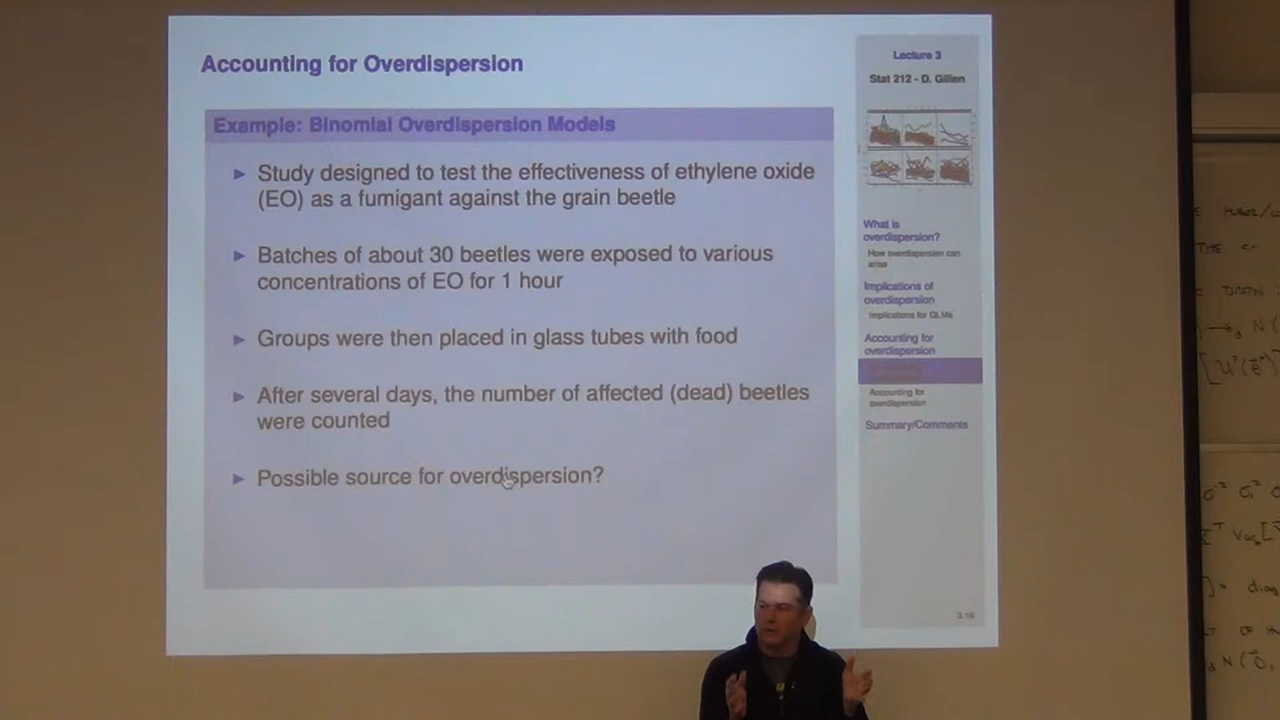 Accounting for Overdispersion
Example: Binomial Overdispersion Models
Study designed to test the effectiveness of ethylene oxide
(EO) as a fumigant against the grain beetle
Batches of about 30 beetles were exposed to various
concentrations of EO for 1 hour
Groups were then placed in glass tubes with food
After several days, the number of affected (dead) beetles
were counted
Possible source for overdispersion?
Lecture 3
Stat 212 - D. Gillen
What is
overdispersion?
How overdispersion can
arise
Implications of
overdispersion
Implications for GLMs
Accounting for
overdispersion
Accounting for
overdispersion
Summary/Comments
3.16